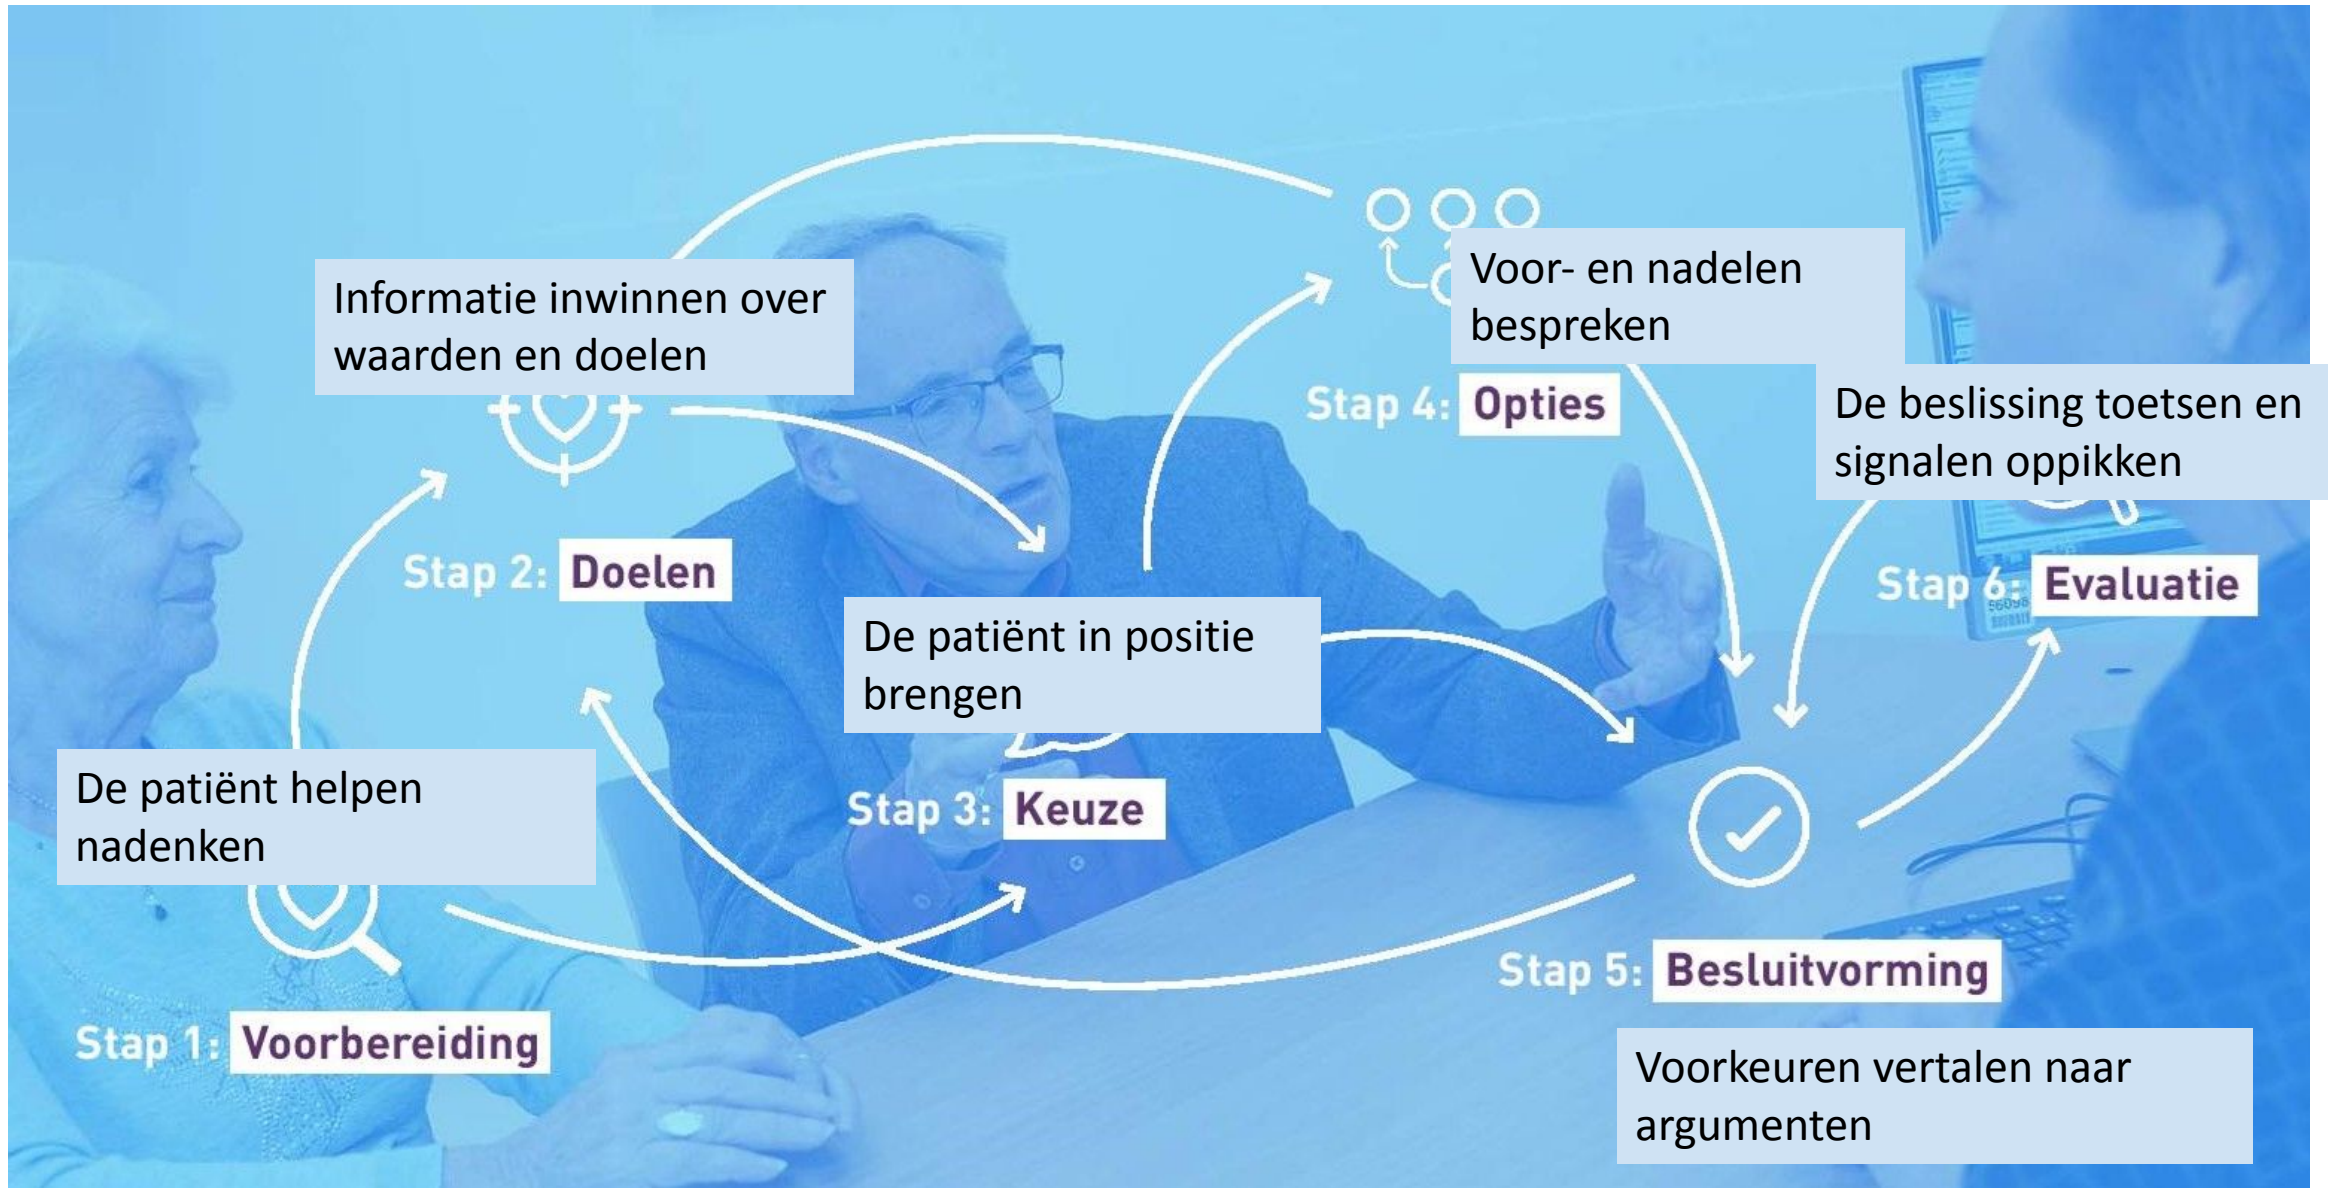 Informatie inwinnen over
waarden en doelen
Stap 2: Doelen
Voor- en nadelen
bespreken
Stap 4: Opties
De beslissing toetsen en
signalen oppikken
Stap 6: Evaluatie
De patiënt in positie
brengen
Stap 3: Keuze
De patiënt helpen
nadenken
Stap 1: Voorbereiding
Stap 5: Besluitvorming
Voorkeuren vertalen naar
argumenten